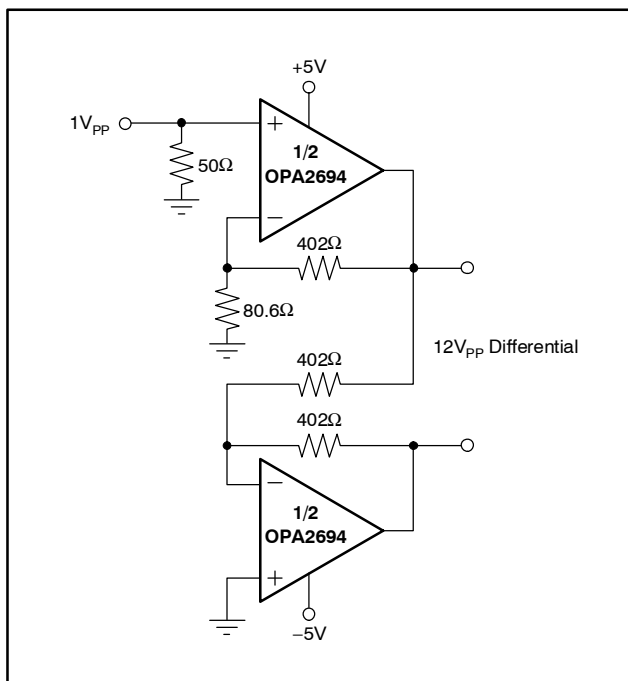 +5V
1V_PP
+
1/2
OPA2694
50Ω
−
402Ω
80.6Ω
12V_PP Differential
402Ω
402Ω
−
1/2
OPA2694
+
−5V